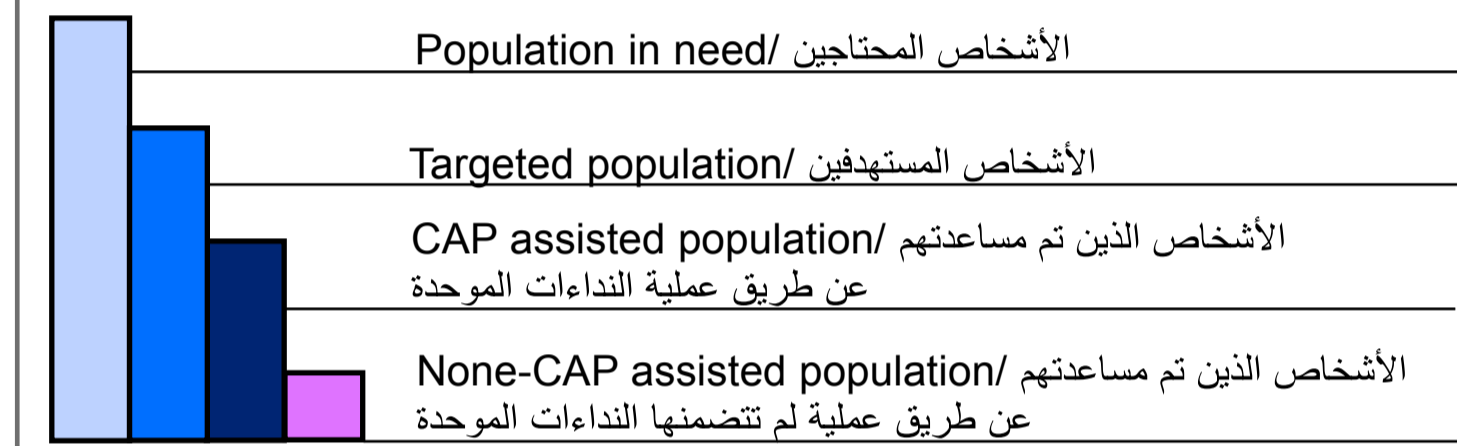 Population in need/ الأشخاص المحتاجين
Targeted population/ الأشخاص المستهدفين
CAP assisted population/ الأشخاص الذين تم مساعدتهم
عن طريق عملية النداءات الموحدة
None-CAP assisted population/ الأشخاص الذين تم مساعدتهم
عن طريق عملية لم تتضمنها النداءات الموحدة